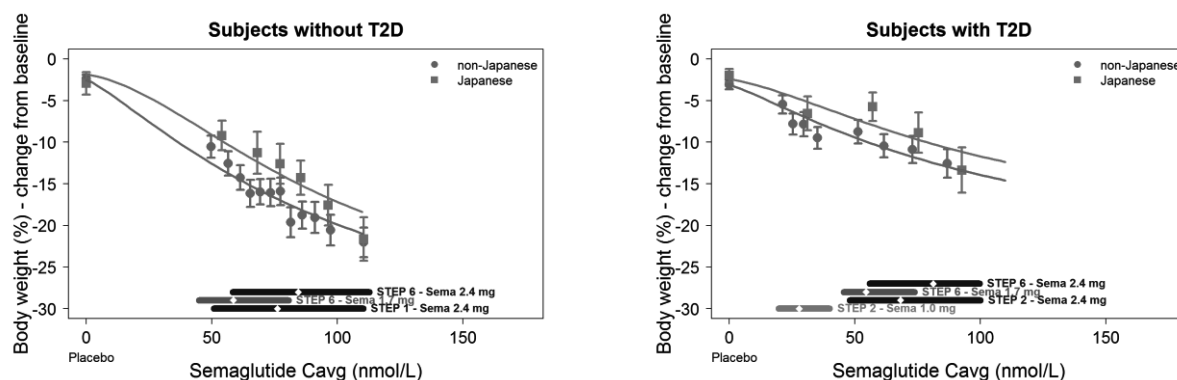 Subjects without T2D
Body weight (%) - change from baseline
0
-5
-10
-15
-20
-25
-30
non-Japanese
Japanese
STEP 6 - Sema 2.4 mg
STEP 6 - Sema 1.7 mg
STEP 1 - Sema 2.4 mg
0
50
100
150
Placebo
Semaglutide Cavg (nmol/L)
Subjects with T2D
Body weight (%) - change from baseline
0
-5
-10
-15
-20
-25
-30
non-Japanese
Japanese
STEP 6 - Sema 2.4 mg
STEP 6 - Sema 1.7 mg
STEP 2 - Sema 2.4 mg
STEP 2 - Sema 1.0 mg
0
50
100
150
Placebo
Semaglutide Cavg (nmol/L)